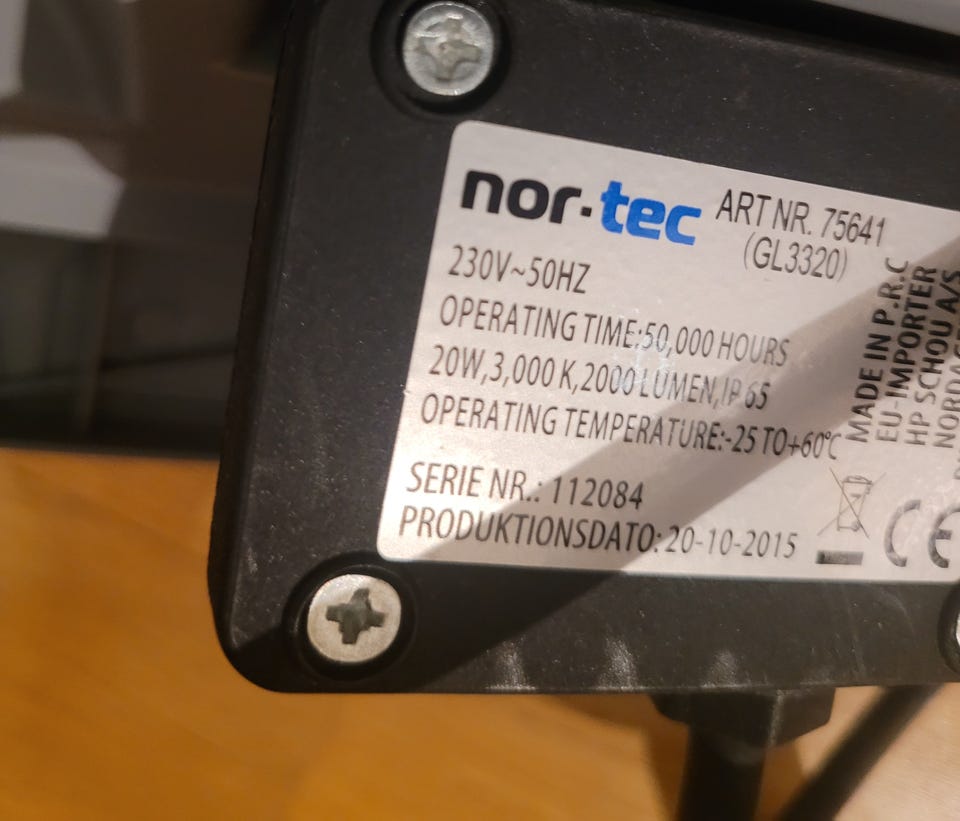 nor-tec
ART NR. 75641
(GL3320)
230V~50HZ
OPERATING TIME:50,000 HOURS
20W,3,000 K,2000 LUMEN,IP 65
OPERATING TEMPERATURE:-25 TO+60°C
SERIE NR.: 112084
PRODUKTIONSDATO: 20-10-2015
MADE IN P.R.C
EU-IMPORTER
HP SCHOU A/S
CE